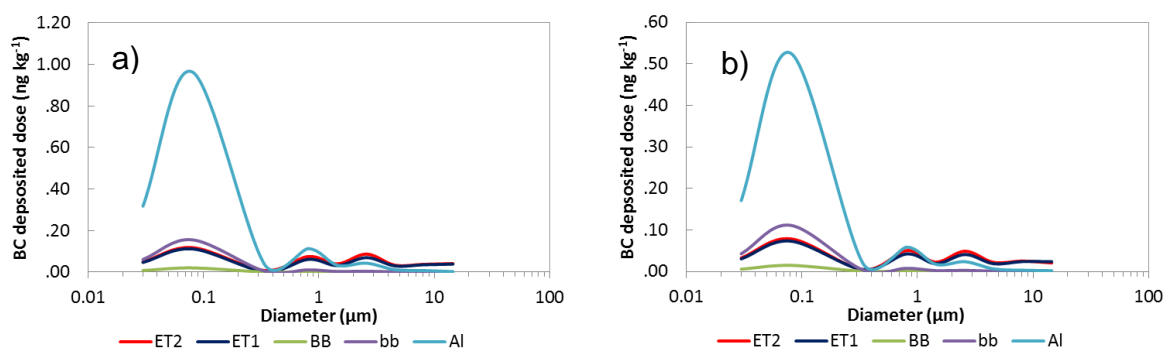 a)
BC depsosited dose (ng kg-1)
1.20
1.00
.80
.60
.40
.20
.00
0.01 0.1 1 10 100
Diameter (µm)
ET2 ET1 BB bb Al
b)
BC depsosited dose (ng kg-1)
.60
.50
.40
.30
.20
.10
.00
0.01 0.1 1 10 100
Diameter (µm)
ET2 ET1 BB bb Al